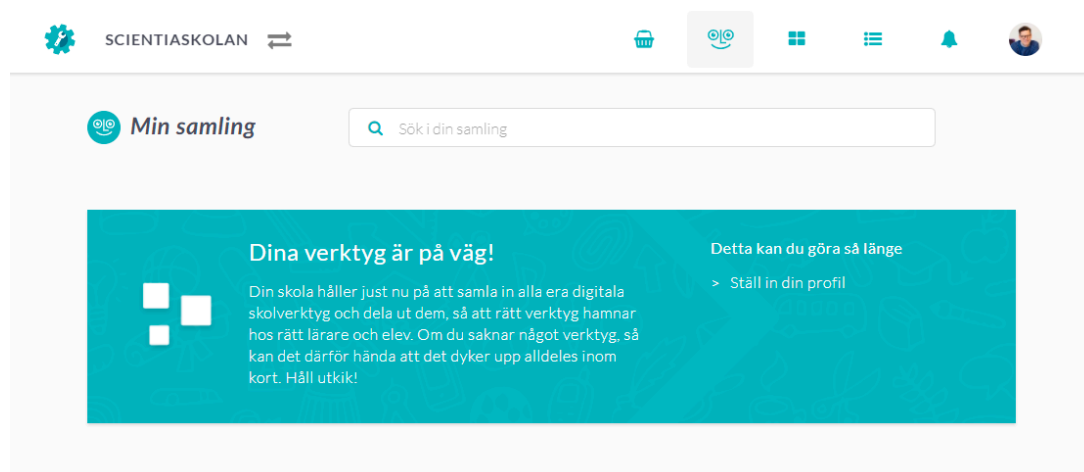 SCIENTIASKOLAN
Min samling
Sök i din samling
Dina verktyg är på väg!
Din skola håller just nu på att samla in alla era digitala
skolverktyg och dela ut dem, så att rätt verktyg hamnar
hos rätt lärare och elev. Om du saknar något verktyg, så
kan det därför hända att det dyker upp alldeles inom
kort. Håll utkik!
Detta kan du göra så länge
> Ställ in din profil